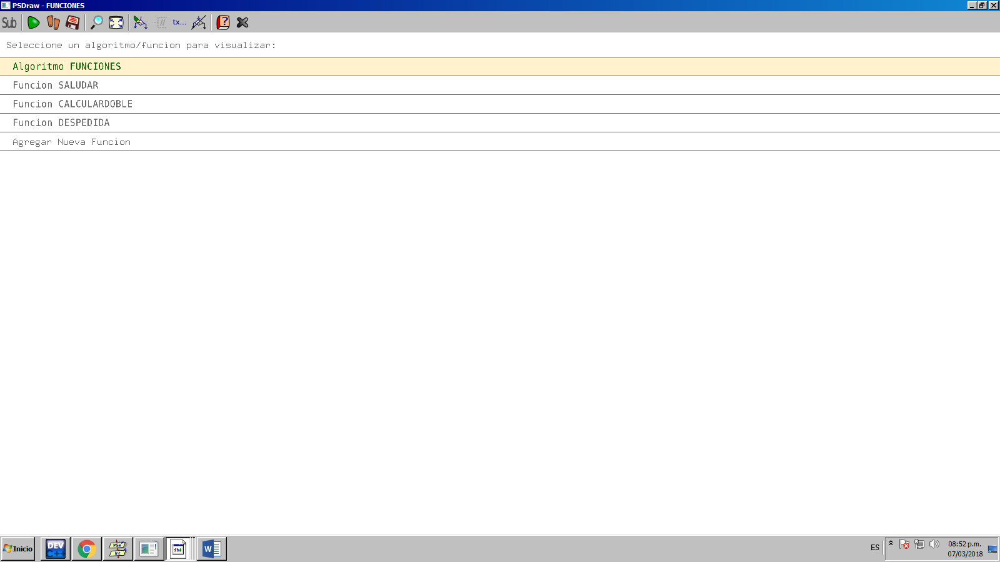 PSDraw - FUNCIONES
Sub
tx...
Seleccione un algoritmo/funcion para visualizar:
Algoritmo FUNCIONES
Funcion SALUDAR
Funcion CALCULARDOBLE
Funcion DESPEDIDA
Agregar Nueva Funcion
Inicio
DEV
C++
PSe
Int
W
ES
08:52 p.m.
07/03/2018